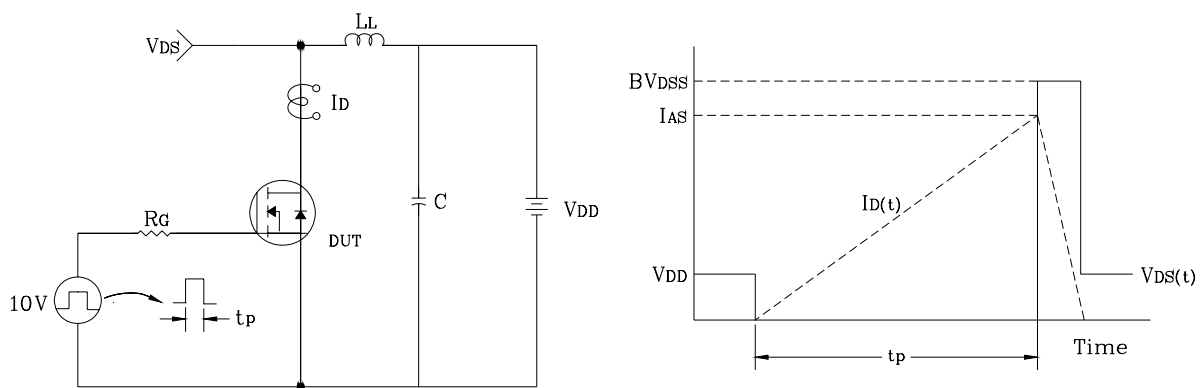 LL
VDS
ID
RG
DUT
C
VDD
10V
tp
BVDSS
IAS
ID(t)
VDD
VDS(t)
Time
tp